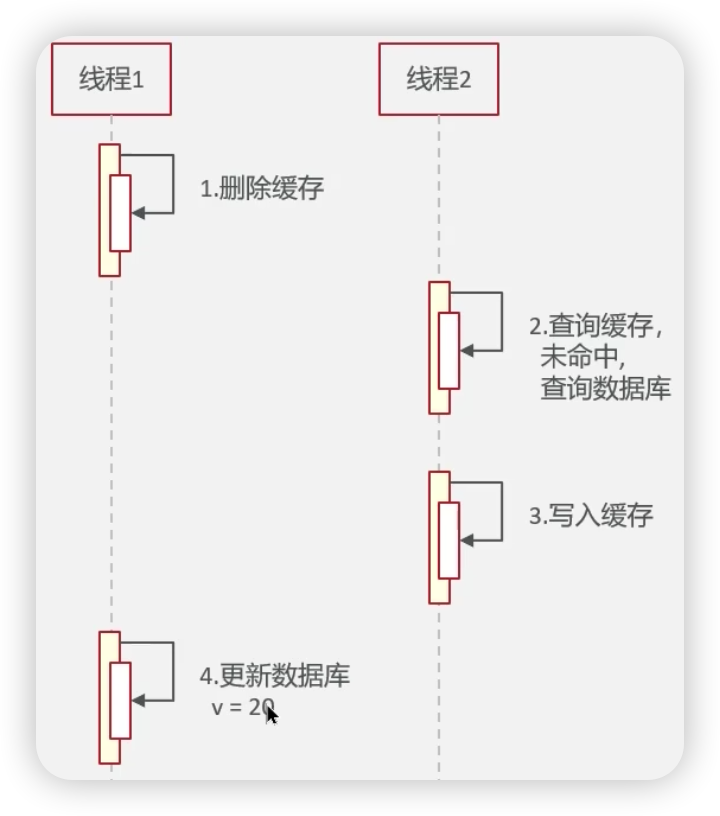 线程1
线程2
1.删除缓存
2.查询缓存，
未命中,
查询数据库
3.写入缓存
4.更新数据库
v = 20